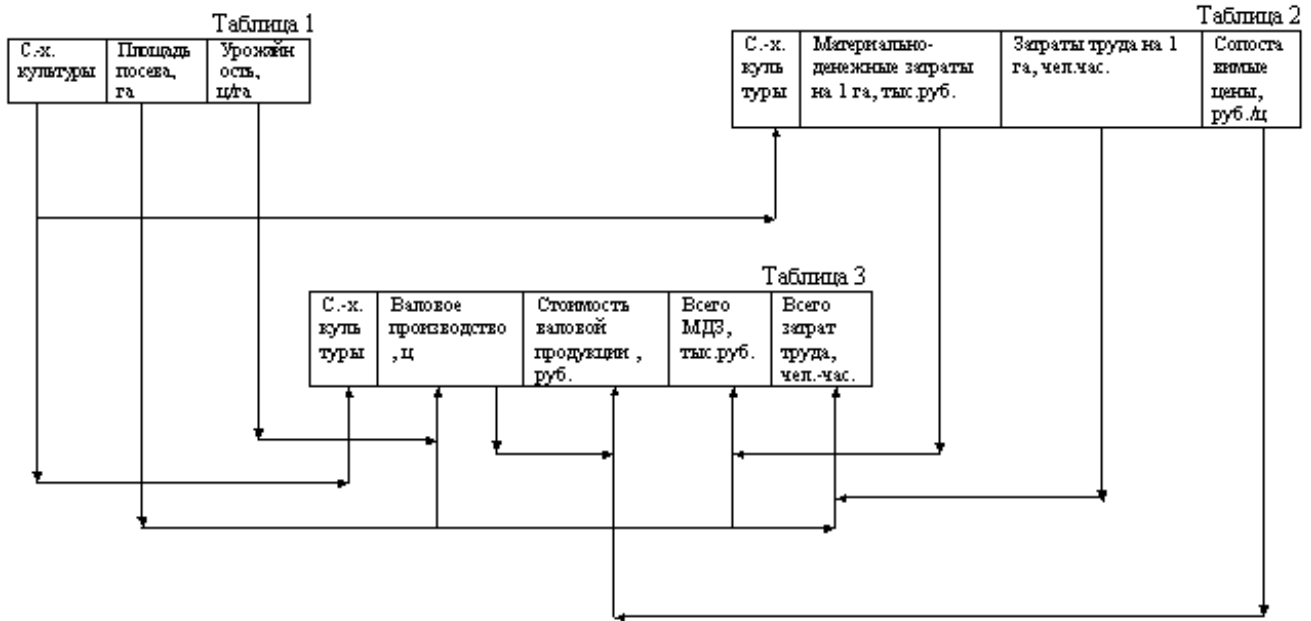 Таблица 1
С.-х.
культуры
Площадь
посева,
га
Урожайн
ость,
ц/га
Таблица 2
С.-х.
куль
туры
Материально-
денежные затраты
на 1 га, тыс.руб.
Затраты труда на 1
га, чел.час.
Сопоста
вимые
цены,
руб./ц
Таблица 3
С.-х.
куль
туры
Валовое
производство
, ц
Стоимость
валовой
продукции ,
руб.
Всего
МДЗ,
тыс.руб.
Всего
затрат
труда,
чел.-час.